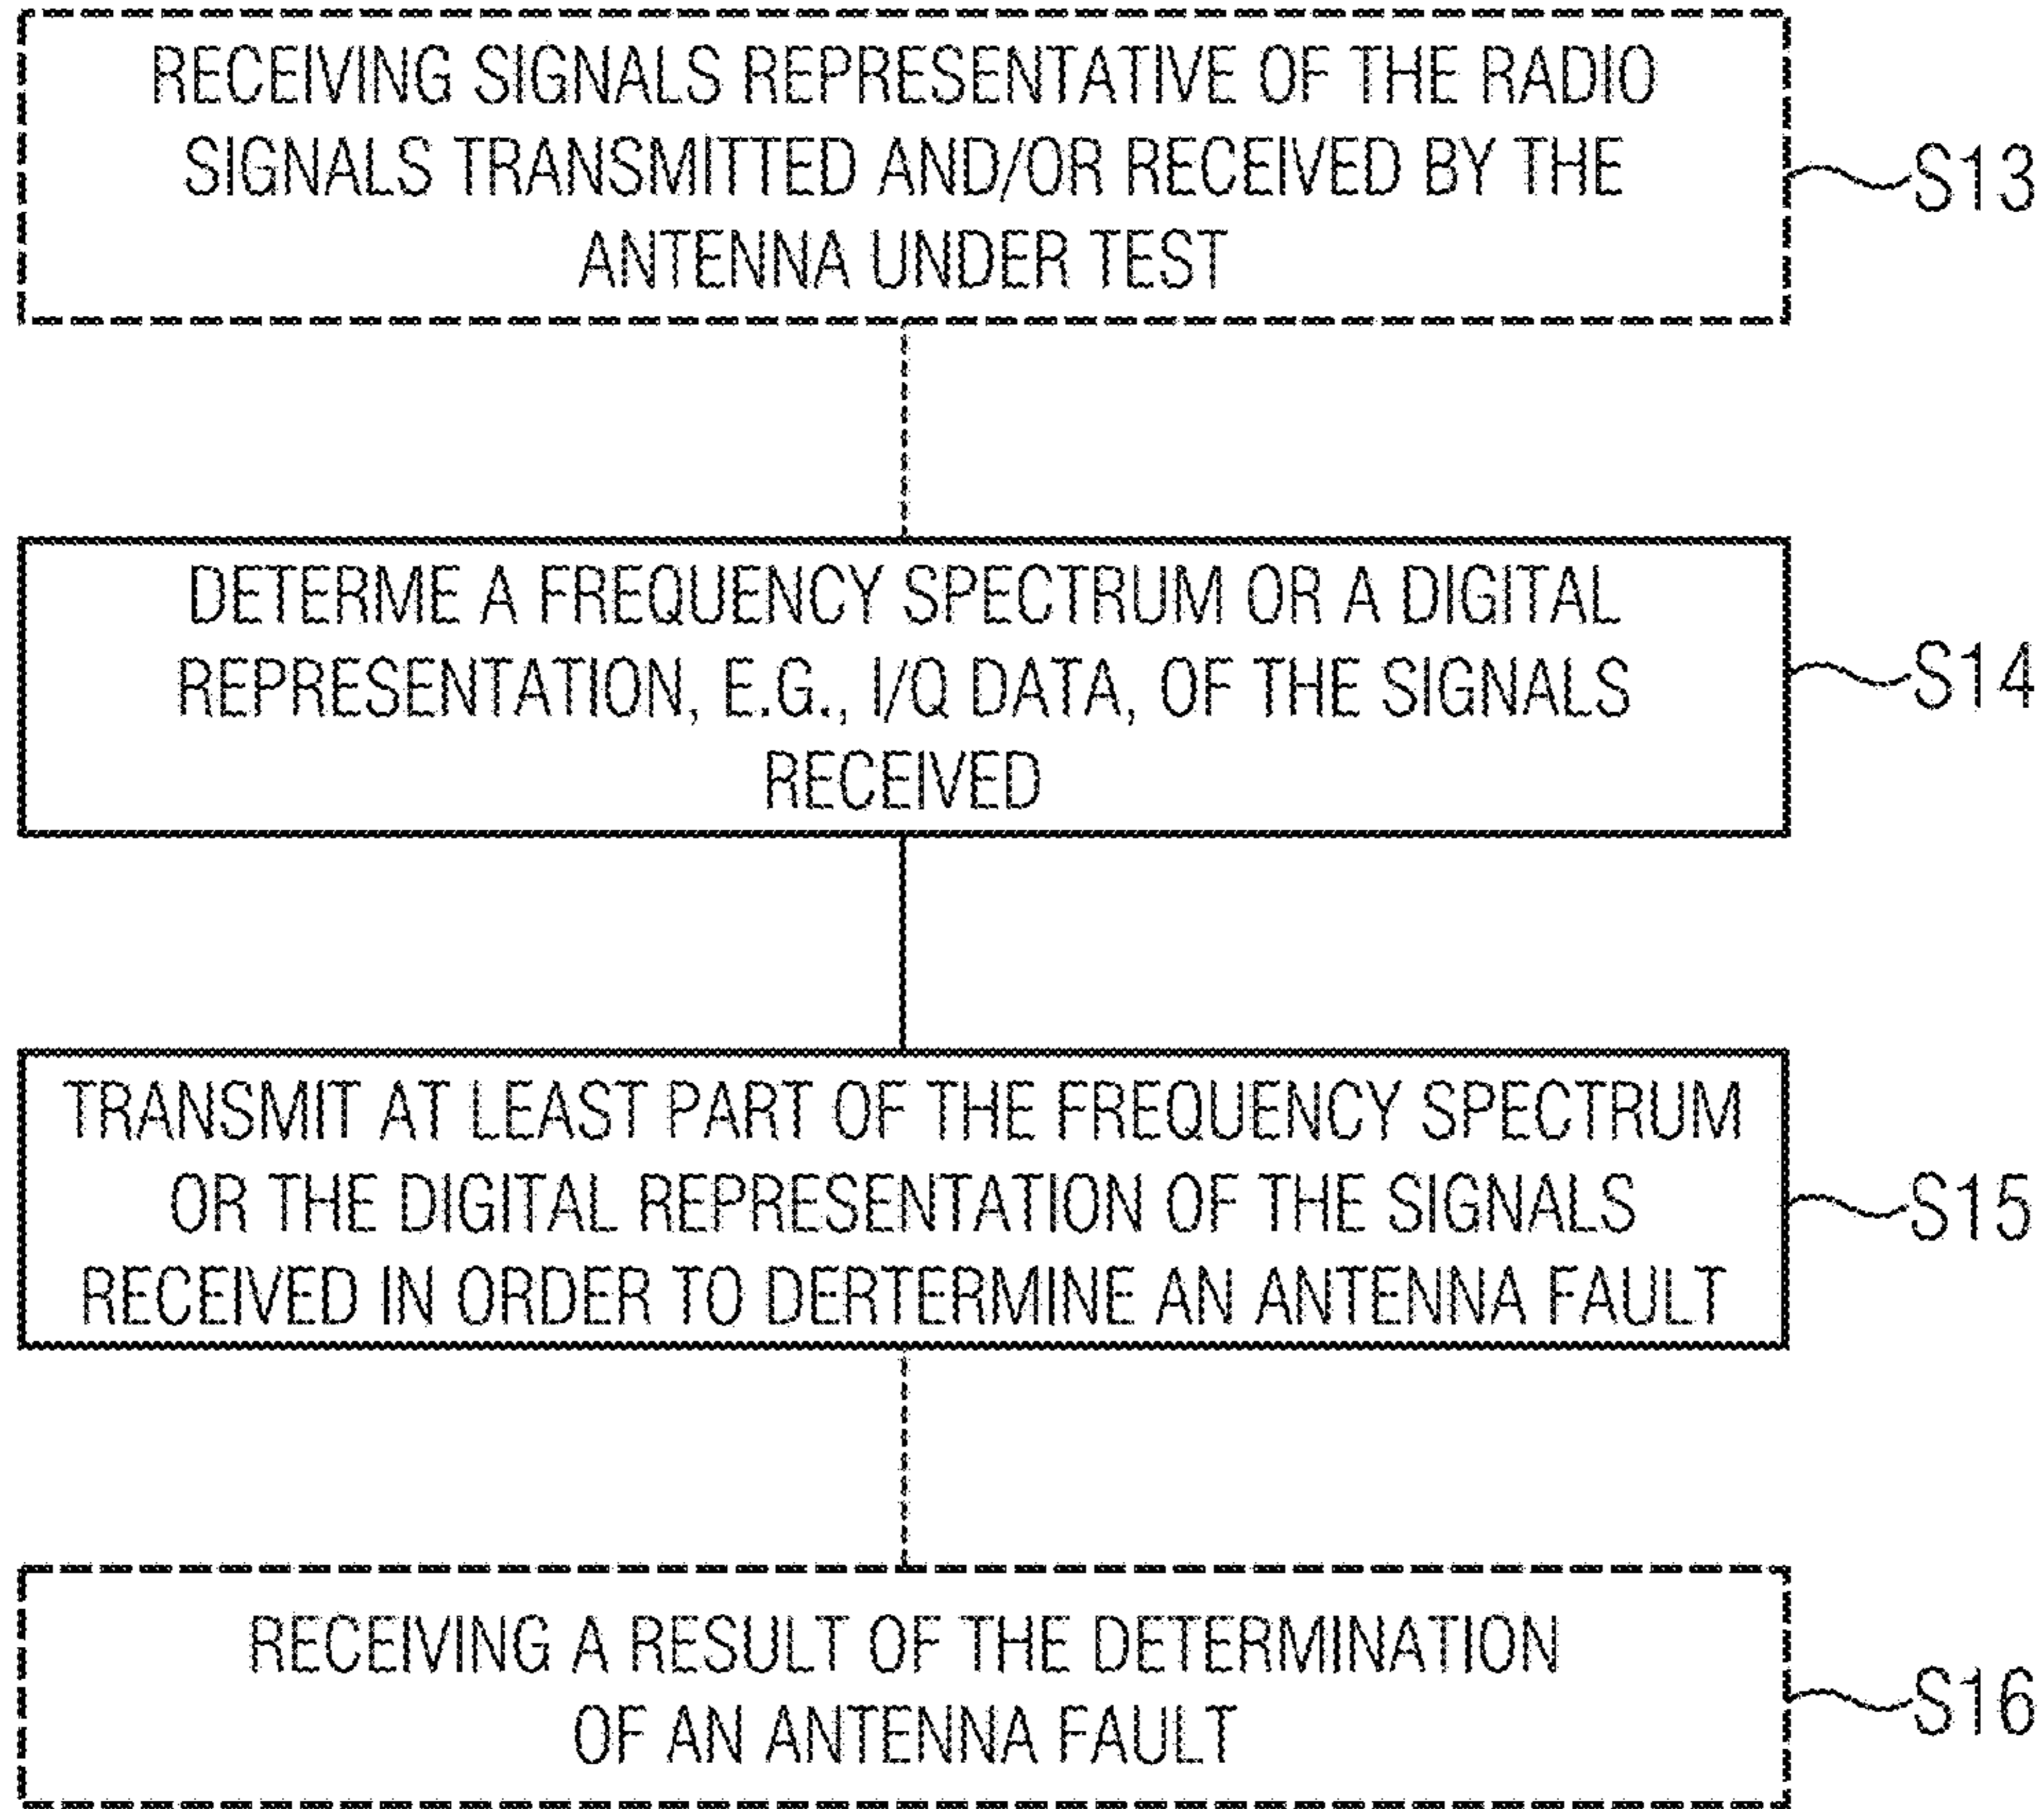 RECEIVING SIGNALS REPRESENTATIVE OF THE RADIO
SIGNALS TRANSMITTED AND/OR RECEIVED BY THE
ANTENNA UNDER TEST
S13
DETERME A FREQUENCY SPECTRUM OR A DIGITAL
REPRESENTATION, E.G., I/Q DATA, OF THE SIGNALS
RECEIVED
S14
TRANSMIT AT LEAST PART OF THE FREQUENCY SPECTRUM
OR THE DIGITAL REPRESENTATION OF THE SIGNALS
RECEIVED IN ORDER TO DERTERMINE AN ANTENNA FAULT
S15
RECEIVING A RESULT OF THE DETERMINATION
OF AN ANTENNA FAULT
S16